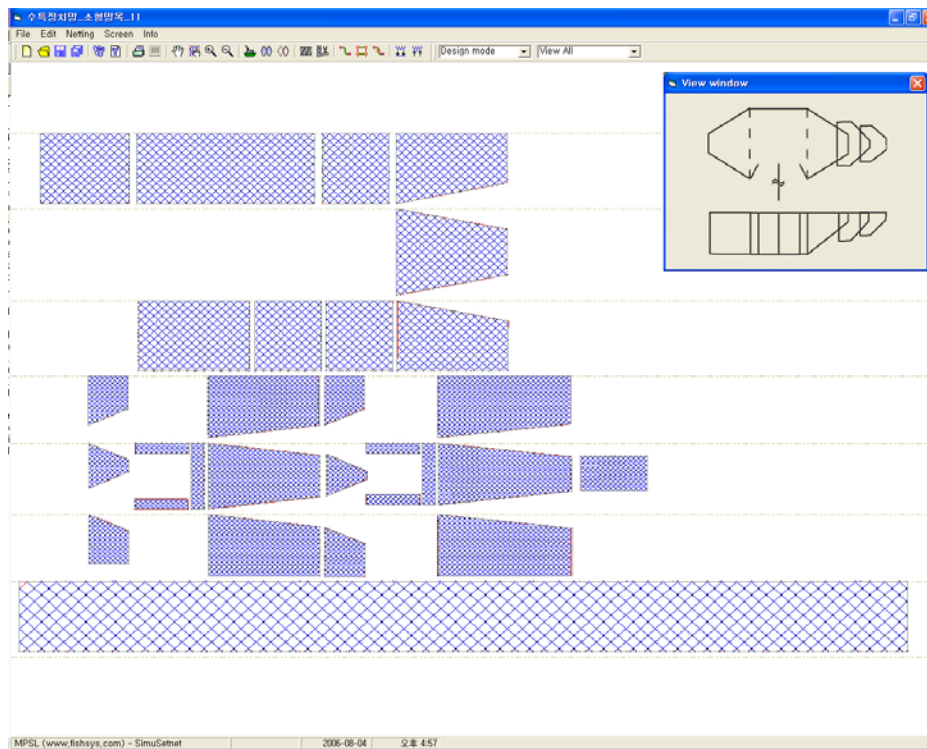 수특정치망_소형망목_11
File Edit Netting Screen Info
Design mode View All
View window
MPSL (www.fishsys.com) - SimuSetnet 2006-08-04 오후 4:57